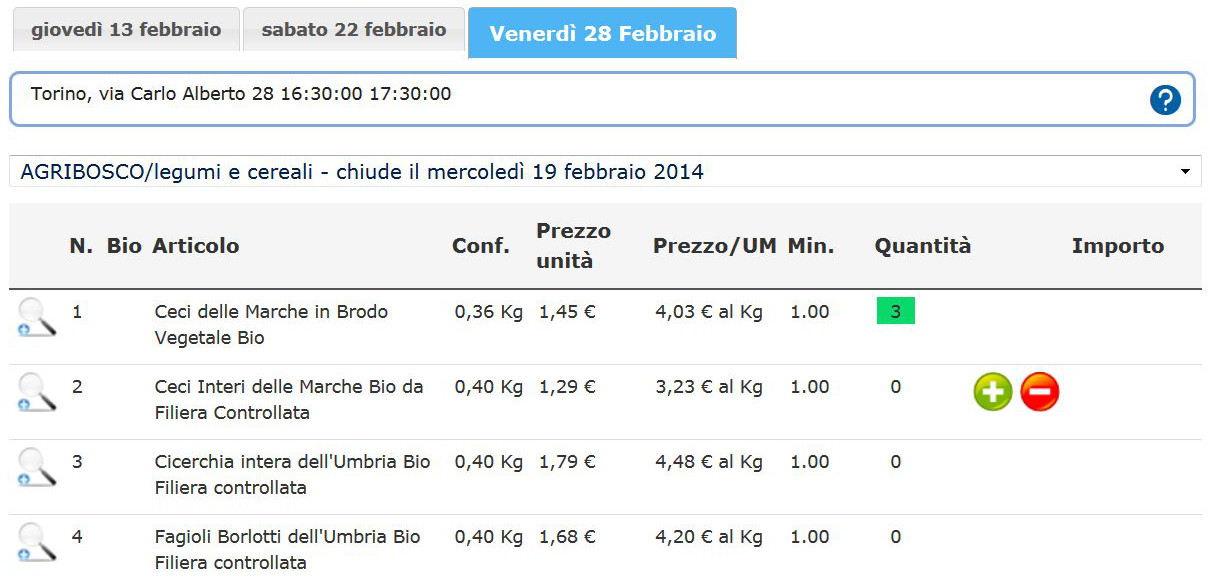 giovedì 13 febbraio sabato 22 febbraio Venerdì 28 Febbraio
Torino, via Carlo Alberto 28 16:30:00 17:30:00 ?
AGRIBOSCO/legumi e cereali - chiude il mercoledì 19 febbraio 2014
N. Bio Articolo Conf. Prezzo unità Prezzo/UM Min. Quantità Importo
1 Ceci delle Marche in Brodo 0,36 Kg 1,45 € 4,03 € al Kg 1.00 3
Vegetale Bio
2 Ceci Interi delle Marche Bio da 0,40 Kg 1,29 € 3,23 € al Kg 1.00 0
Filiera Controllata
3 Cicerchia intera dell'Umbria Bio 0,40 Kg 1,79 € 4,48 € al Kg 1.00 0
Filiera controllata
4 Fagioli Borlotti dell'Umbria Bio 0,40 Kg 1,68 € 4,20 € al Kg 1.00 0
Filiera controllata